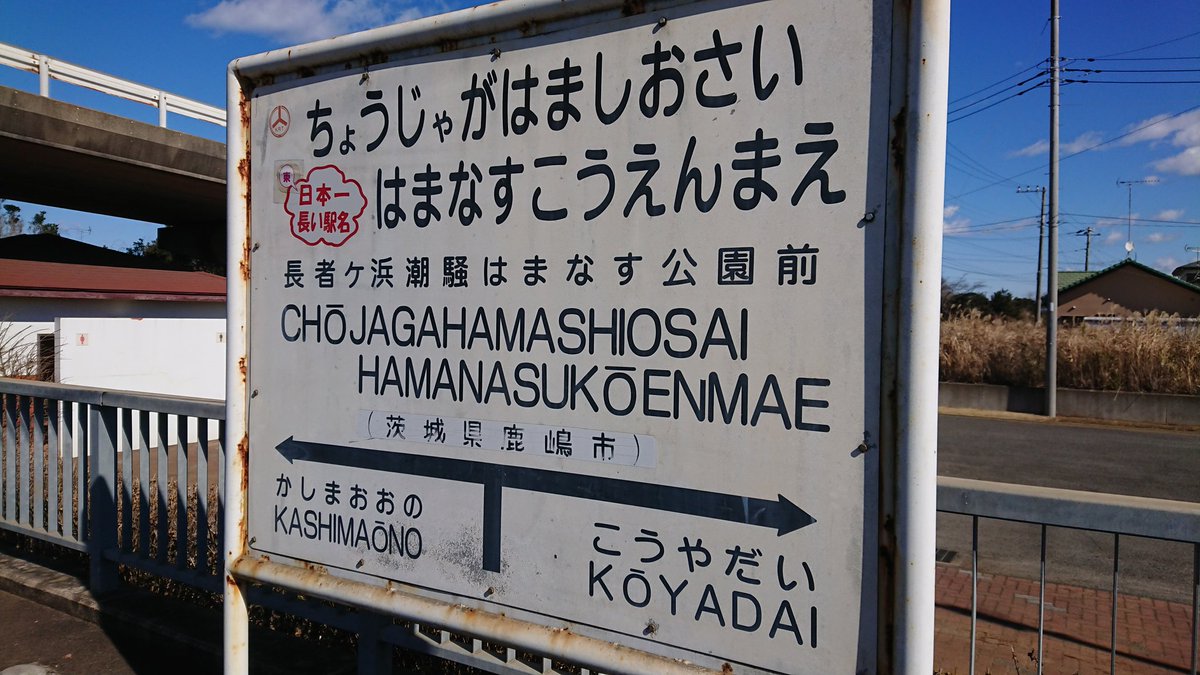 KRT
ちょうじゃがはましおさい
はまなすこうえんまえ
東
日本一
長い駅名
長者ヶ浜潮騒はまなす公園前
CHŌJAGAHAMASHIOSAI
HAMANASUKŌENMAE
(茨城県鹿嶋市)
かしまおおの
KASHIMAŌNO
こうやだい
KŌYADAI